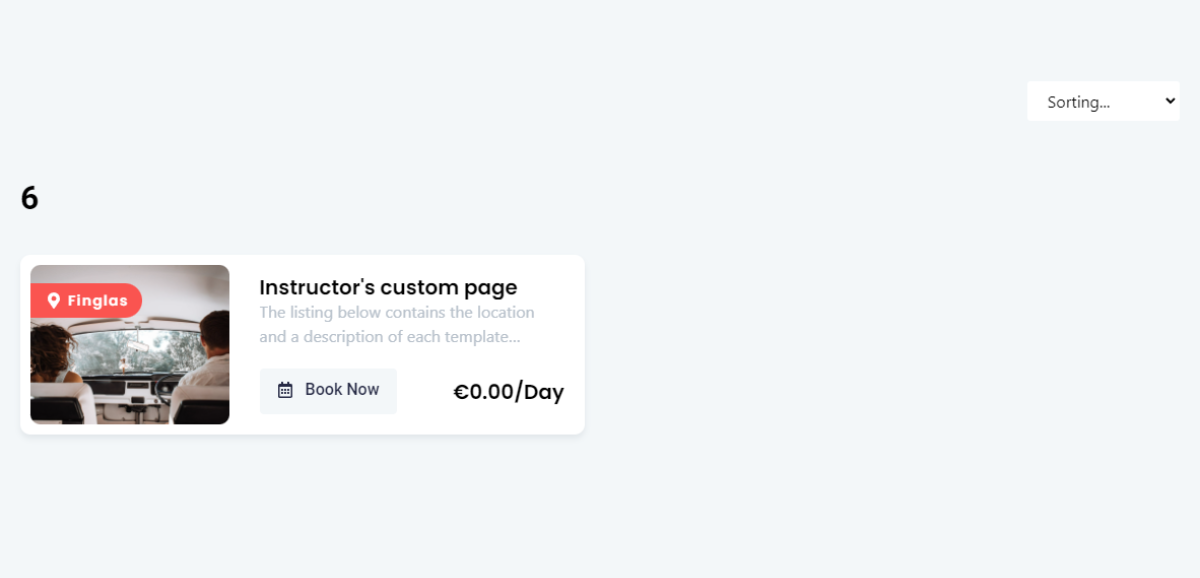 Sorting...
6
Finglas
Instructor's custom page
The listing below contains the location
and a description of each template...
Book Now
€0.00/Day